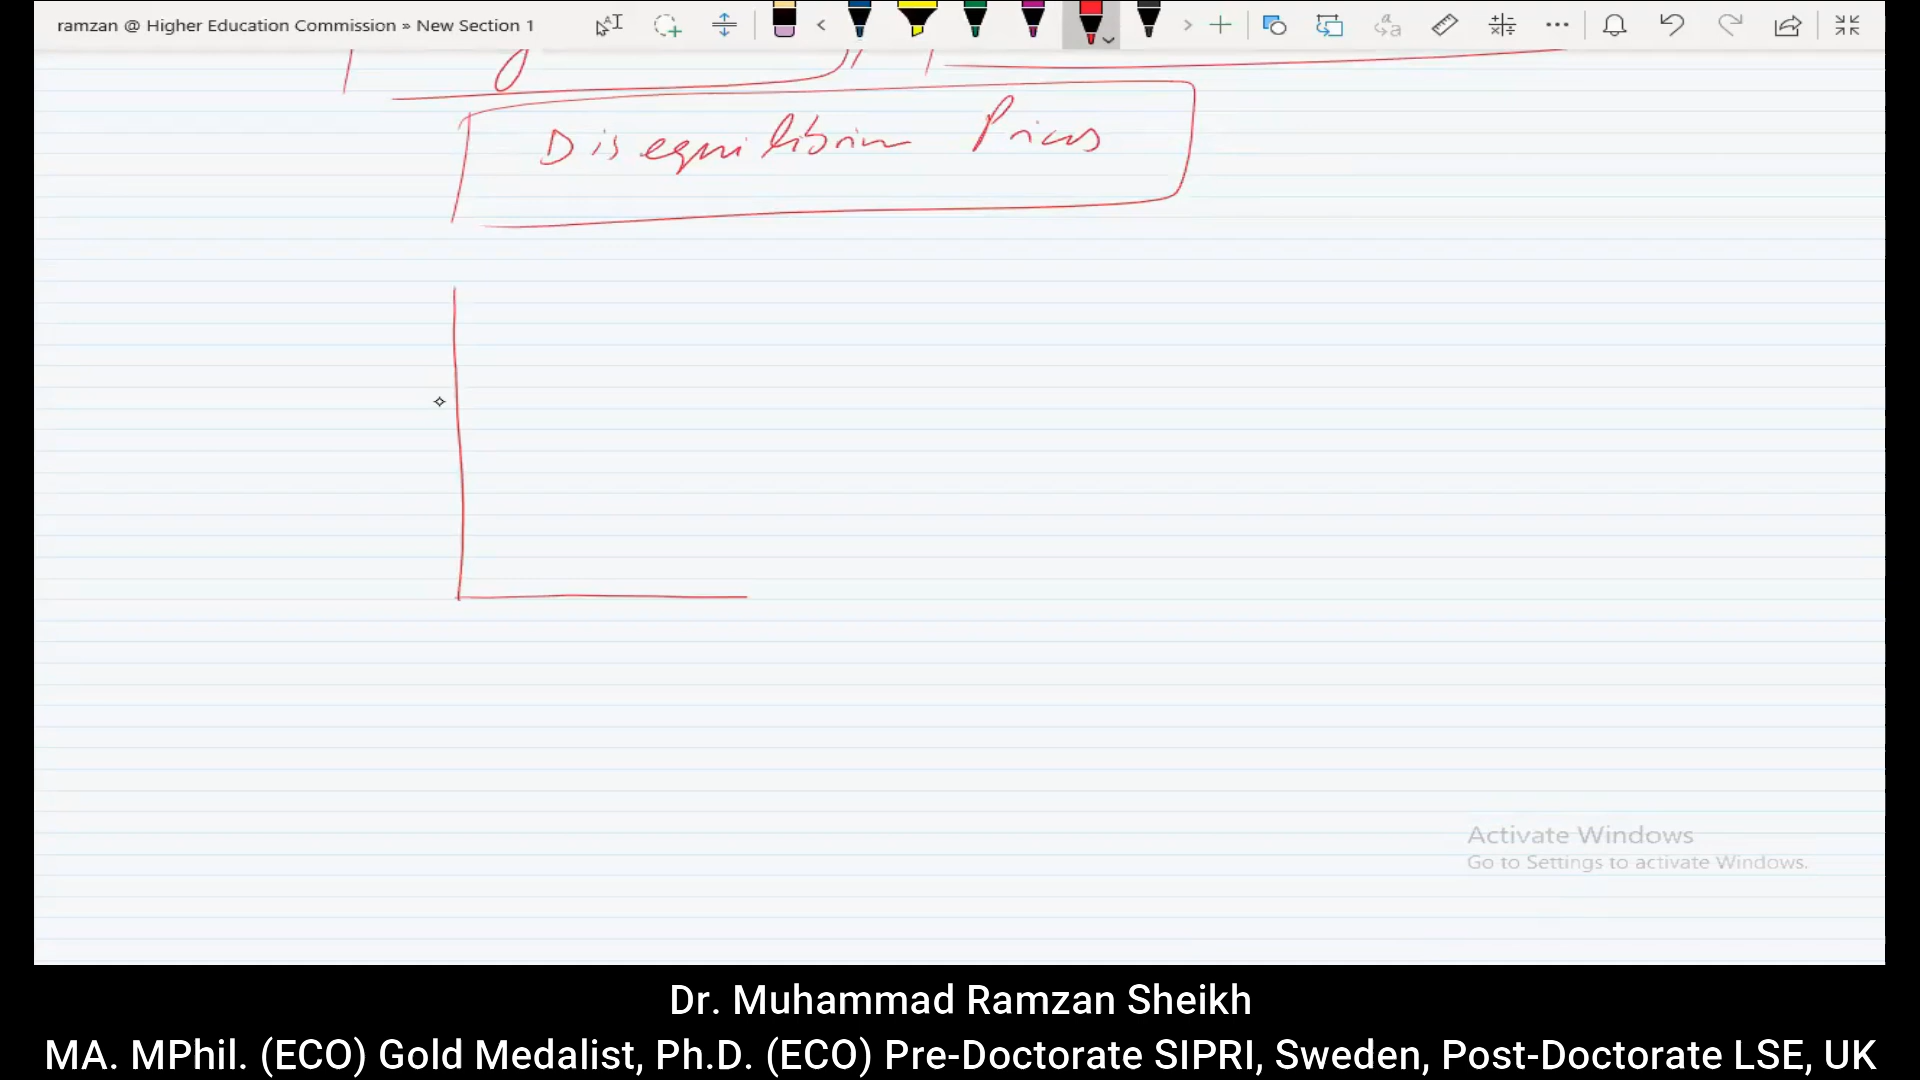 ramzan @ Higher Education Commission » New Section 1
Disequilibrium Prices
Activate Windows
Go to Settings to activate Windows.
Dr. Muhammad Ramzan Sheikh
MA. MPhil. (ECO) Gold Medalist, Ph.D. (ECO) Pre-Doctorate SIPRI, Sweden, Post-Doctorate LSE, UK